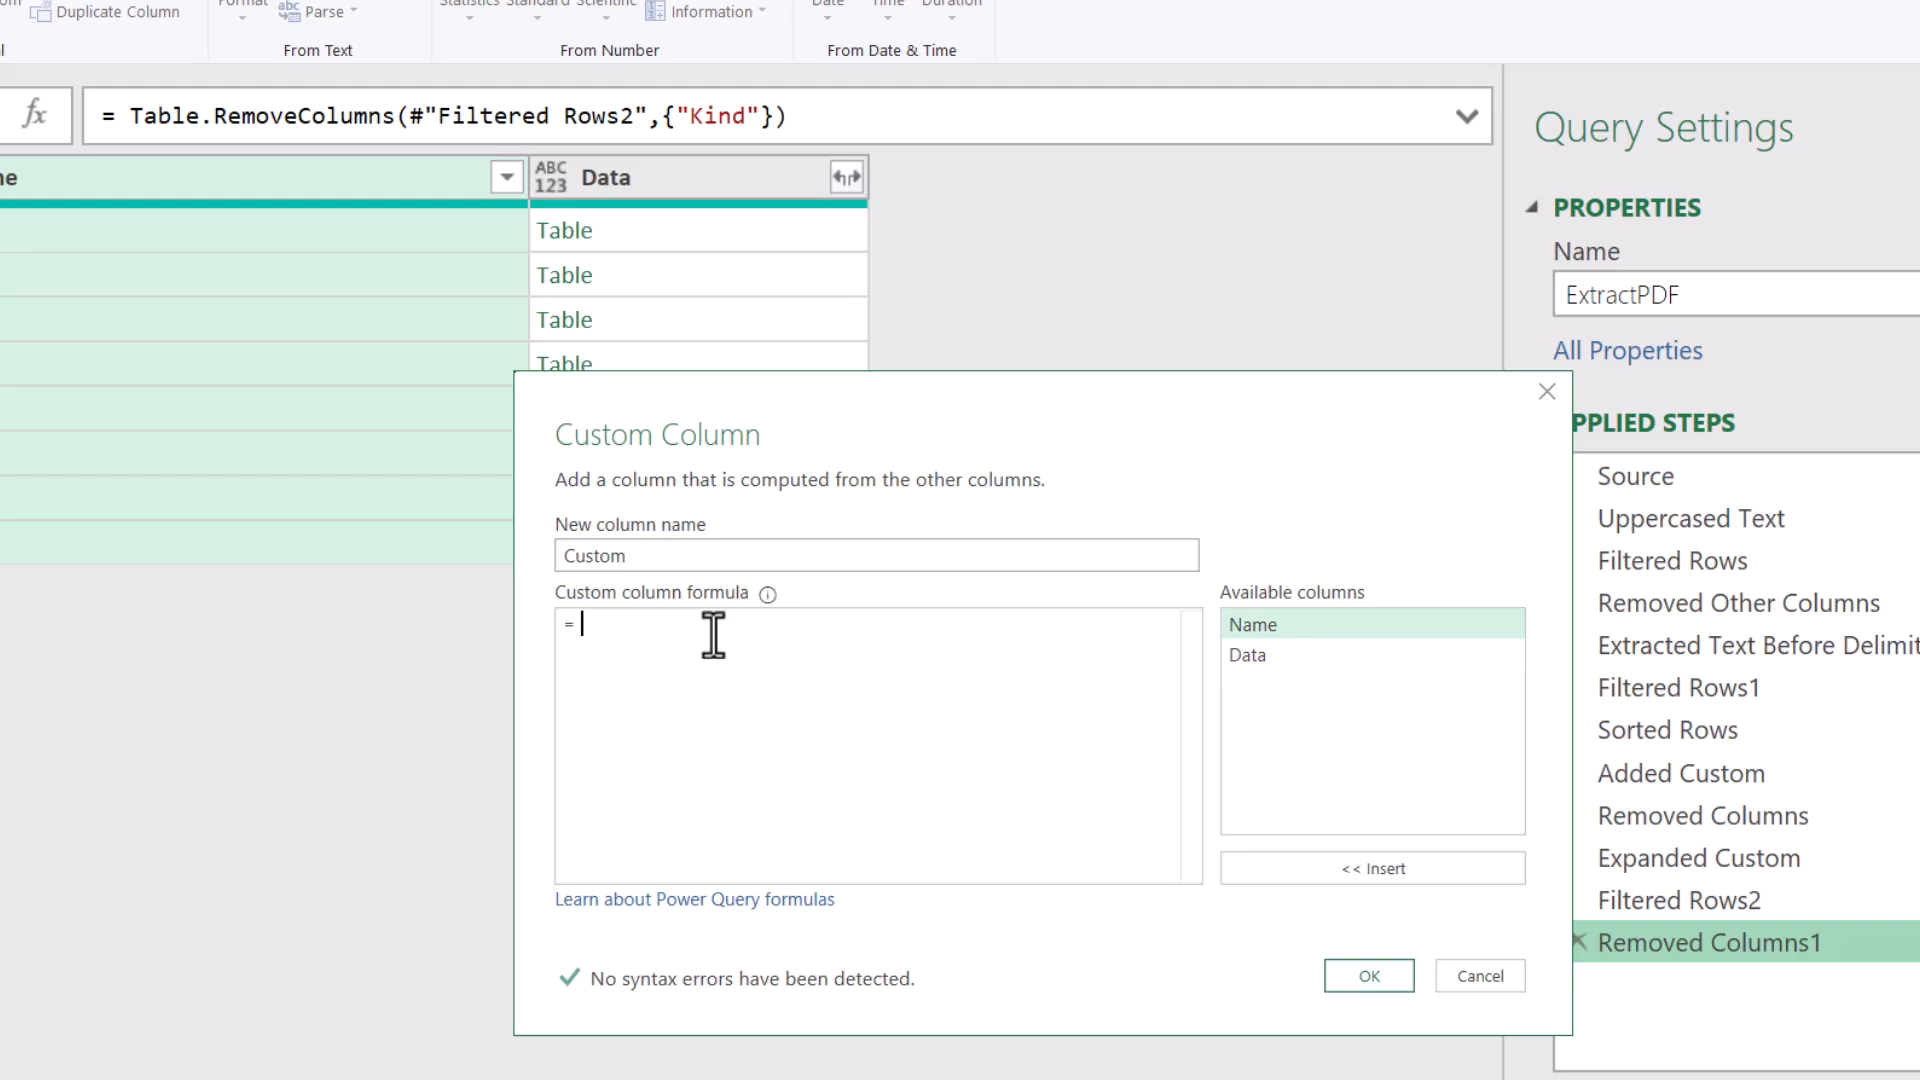 Duplicate Column
Parse
Information
From Text
From Number
From Date & Time
fx
= Table.RemoveColumns(#"Filtered Rows2",{"Kind"})
ABC
123
Data
Table
Table
Table
Table
Query Settings
PROPERTIES
Name
ExtractPDF
All Properties
PPLIED STEPS
Source
Uppercased Text
Filtered Rows
Removed Other Columns
Extracted Text Before Delimit
Filtered Rows1
Sorted Rows
Added Custom
Removed Columns
Expanded Custom
Filtered Rows2
Removed Columns1
Custom Column
Add a column that is computed from the other columns.
New column name
Custom
Custom column formula
=
Available columns
Name
Data
<< Insert
Learn about Power Query formulas
No syntax errors have been detected.
OK
Cancel